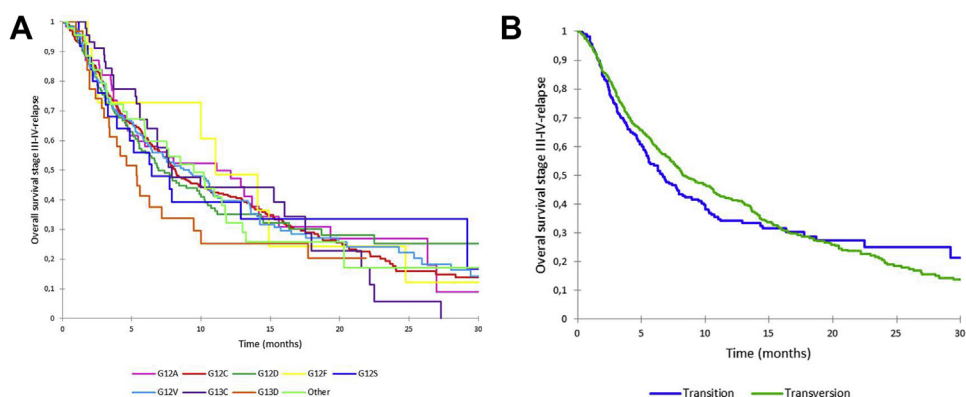 A
Overall survival stage III-IV-relapse
1
0,9
0,8
0,7
0,6
0,5
0,4
0,3
0,2
0,1
0
0 5 10 15 20 25 30
Time (months)
G12A G12C G12D G12F G12S
G12V G13C G13D Other
B
Overal survival stage III-IV-relapse
1
0,9
0,8
0,7
0,6
0,5
0,4
0,3
0,2
0,1
0
0 5 10 15 20 25 30
Time (months)
Transition Transversion